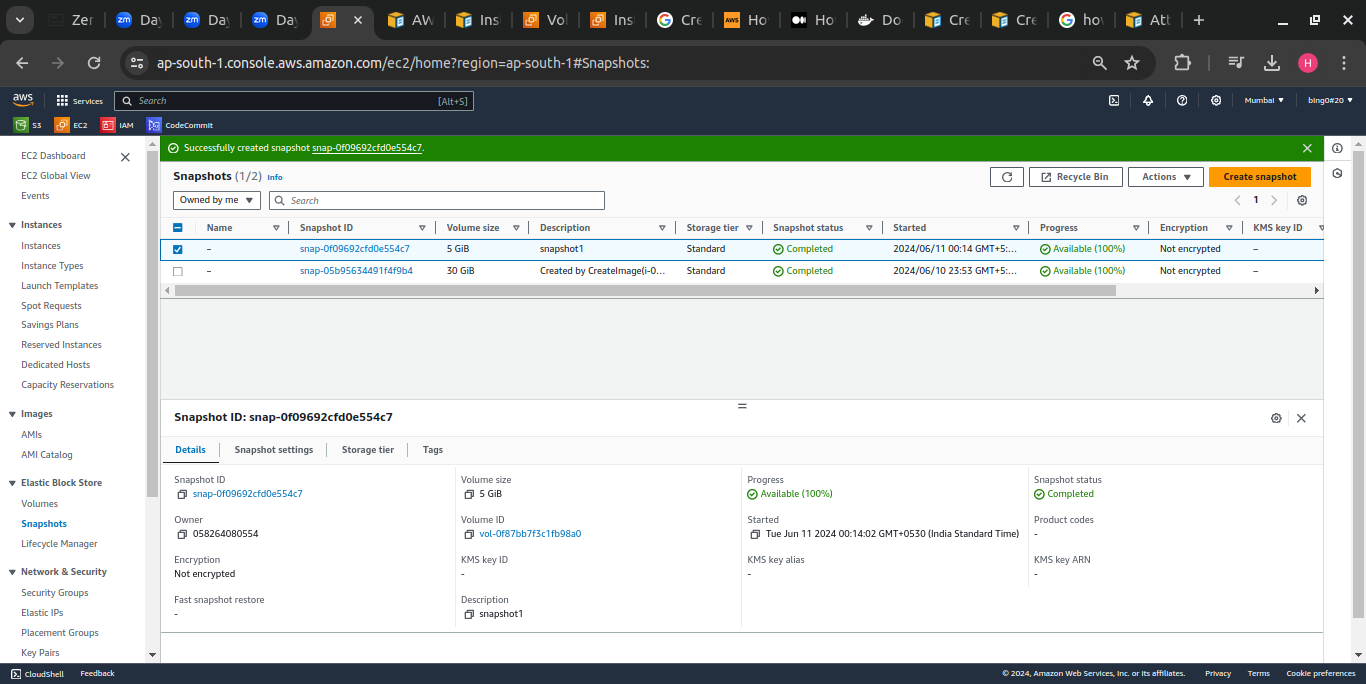 Zer
Day
Day
Day
AW
Ins
Vol
Ins
Cre
Ho
Ho
Do
Cre
Cre
hov
Att
ap-south-1.console.aws.amazon.com/ec2/home?region=ap-south-1#Snapshots:
H
aws
Services
Search
[Alt+S]
Mumbai
bing0#20
S3
EC2
IAM
CodeCommit
EC2 Dashboard
EC2 Global View
Events
Instances
Instances
Instance Types
Launch Templates
Spot Requests
Savings Plans
Reserved Instances
Dedicated Hosts
Capacity Reservations
Images
AMIs
AMI Catalog
Elastic Block Store
Volumes
Snapshots
Lifecycle Manager
Network & Security
Security Groups
Elastic IPs
Placement Groups
Key Pairs
Successfully created snapshot snap-0f09692cfd0e554c7.
Snapshots (1/2) Info
Recycle Bin
Actions
Create snapshot
Owned by me
Search
1
Name Snapshot ID Volume size Description Storage tier Snapshot status Started Progress Encryption KMS key ID
– snap-0f09692cfd0e554c7 5 GiB snapshot1 Standard Completed 2024/06/11 00:14 GMT+5:... Available (100%) Not encrypted –
– snap-05b95634491f4f9b4 30 GiB Created by CreateImage(i-0... Standard Completed 2024/06/10 23:53 GMT+5:... Available (100%) Not encrypted –
Snapshot ID: snap-0f09692cfd0e554c7
Details Snapshot settings Storage tier Tags
Snapshot ID
snap-0f09692cfd0e554c7
Volume size
5 GiB
Progress
Available (100%)
Snapshot status
Completed
Owner
058264080554
Volume ID
vol-0f87bb7f3c1fb98a0
Started
Tue Jun 11 2024 00:14:02 GMT+0530 (India Standard Time)
Product codes
-
Encryption
Not encrypted
KMS key ID
-
KMS key alias
-
KMS key ARN
-
Fast snapshot restore
-
Description
snapshot1
CloudShell
Feedback
© 2024, Amazon Web Services, Inc. or its affiliates.
Privacy
Terms
Cookie preferences